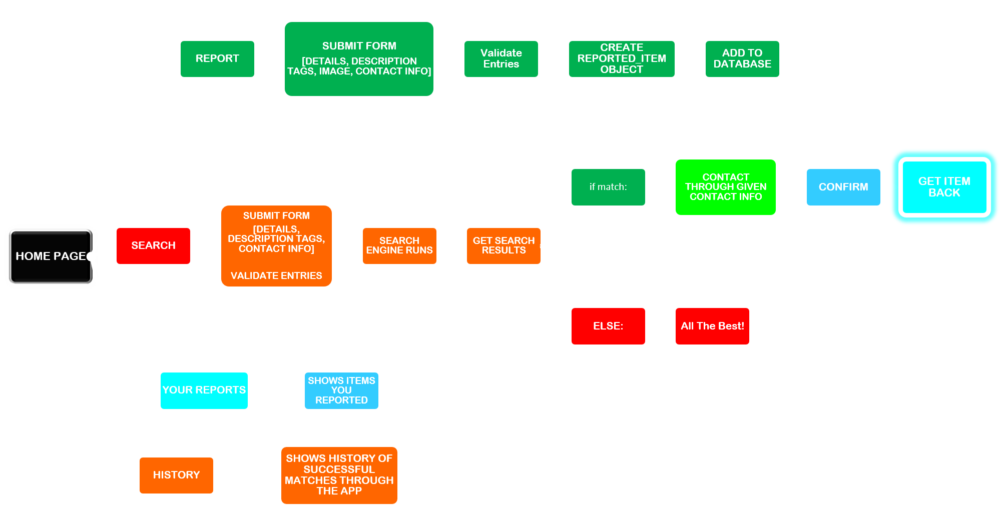 REPORT
SUBMIT FORM
[DETAILS, DESCRIPTION
TAGS, IMAGE, CONTACT INFO]
Validate
Entries
CREATE
REPORTED_ITEM
OBJECT
ADD TO
DATABASE
HOME PAGE
SEARCH
SUBMIT FORM
[DETAILS,
DESCRIPTION TAGS,
CONTACT INFO]
VALIDATE ENTRIES
SEARCH
ENGINE RUNS
GET SEARCH
RESULTS
if match:
CONTACT
THROUGH GIVEN
CONTACT INFO
CONFIRM
GET ITEM
BACK
ELSE:
All The Best!
YOUR REPORTS
SHOWS ITEMS
YOU
REPORTED
HISTORY
SHOWS HISTORY OF
SUCCESSFUL
MATCHES THROUGH
THE APP